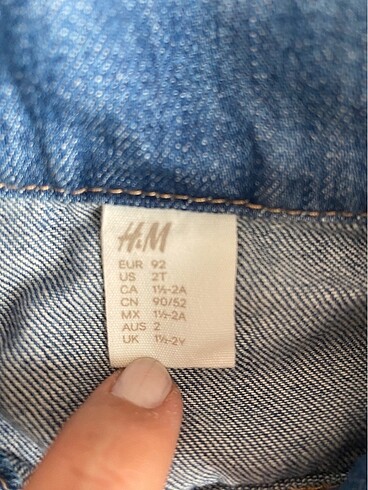 H&M
EUR 92
US 2T
CA 1½-2A
CN 90/52
MX 1½-2A
AUS 2
UK 1½-2Y